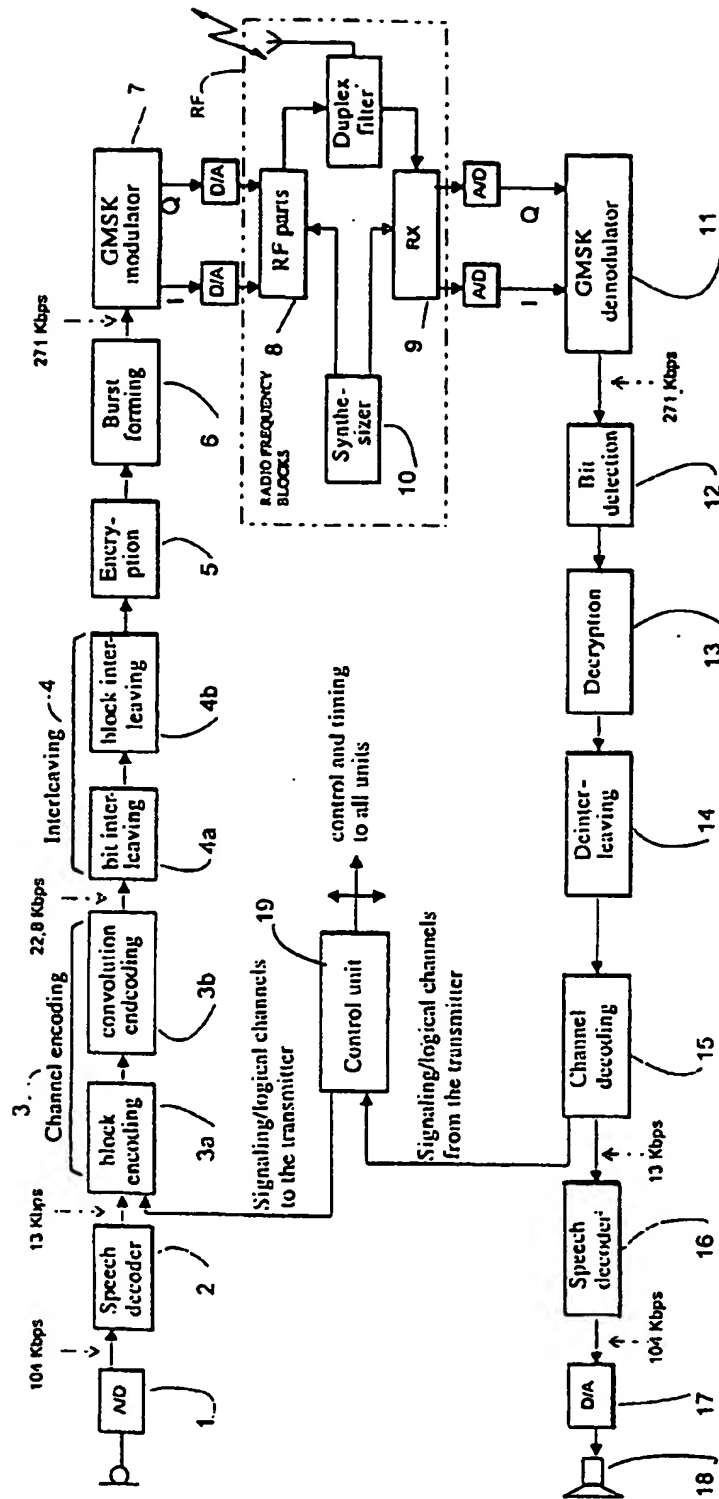 104 Kbps
13 Kbps
22,8 Kbps
271 Kbps
3
Channel encoding
Interleaving
4
A/D
1
Speech
decoder
2
block
encoding
3a
convolution
endcoding
3b
bit inter-
leaving
4a
block inter-
leaving
4b
Encryp-
tion
5
Burst
forming
6
GMSK
modulator
7
I
Q
D/A
D/A
RF
RADIO FREQUENCY
BLOCKS
RF parts
8
Duplex
filter
Synthe-
sizer
10
RX
9
A/D
A/D
I
Q
GMSK
demodulator
11
Signaling/logical channels
to the transmitter
Control unit
19
control and timing
to all units
Signaling/logical channels
from the transmitter
271 Kbps
Bit
detection
12
Decryption
13
Deinter-
leaving
14
Channel
decoding
15
13 Kbps
Speech
decoder
16
104 Kbps
D/A
17
18